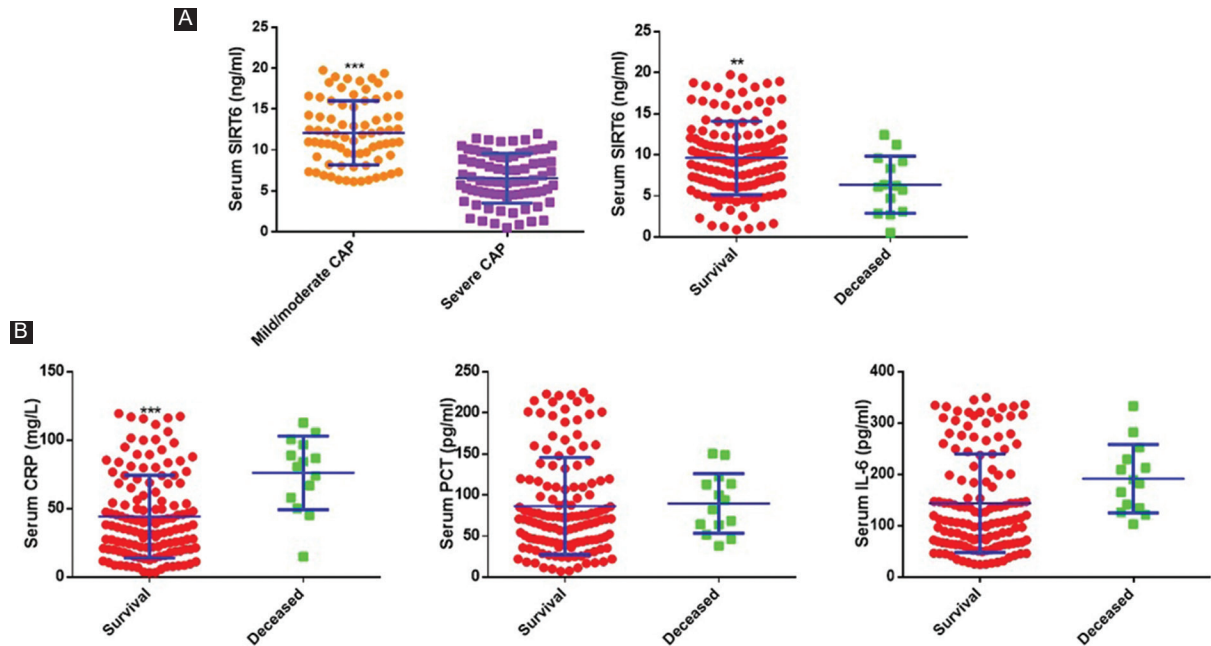 A
Serum SIRT6 (ng/ml)
25
20
15
10
5
0
***
Mild/moderate CAP
Severe CAP
Serum SIRT6 (ng/ml)
25
20
15
10
5
0
**
Survival
Deceased
B
Serum CRP (mg/L)
150
100
50
0
***
Survival
Deceased
Serum PCT (pg/ml)
250
200
150
100
50
0
Survival
Deceased
Serum IL-6 (pg/ml)
400
300
200
100
0
Survival
Deceased